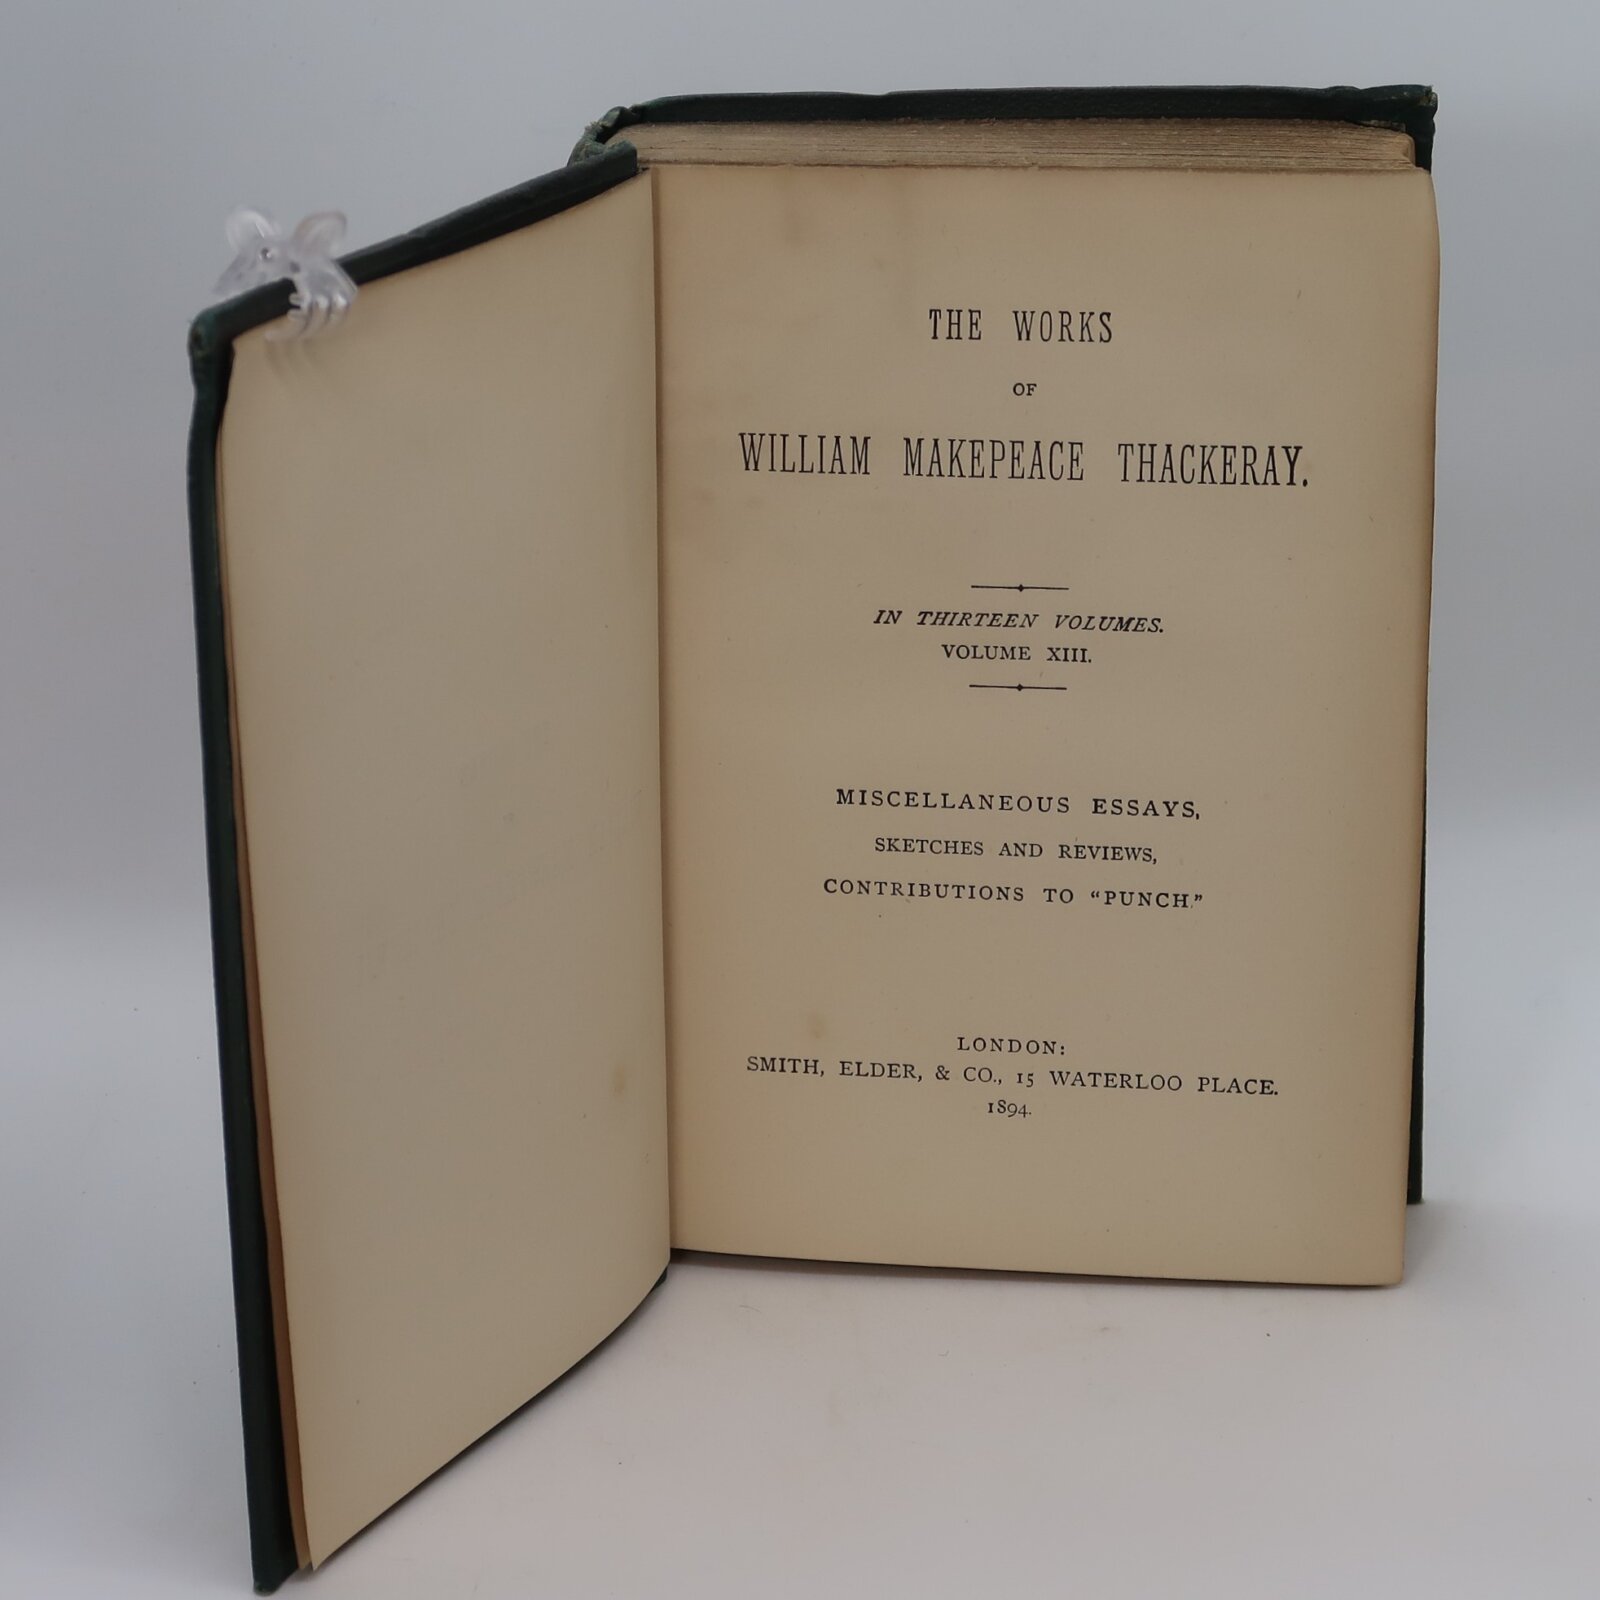 THE WORKS
OF
WILLIAM MAKEPEACE THACKERAY.
IN THIRTEEN VOLUMES.
VOLUME XIII.
MISCELLANEOUS ESSAYS,
SKETCHES AND REVIEWS,
CONTRIBUTIONS TO “PUNCH.”
LONDON:
SMITH, ELDER, & CO., 15 WATERLOO PLACE.
1894.